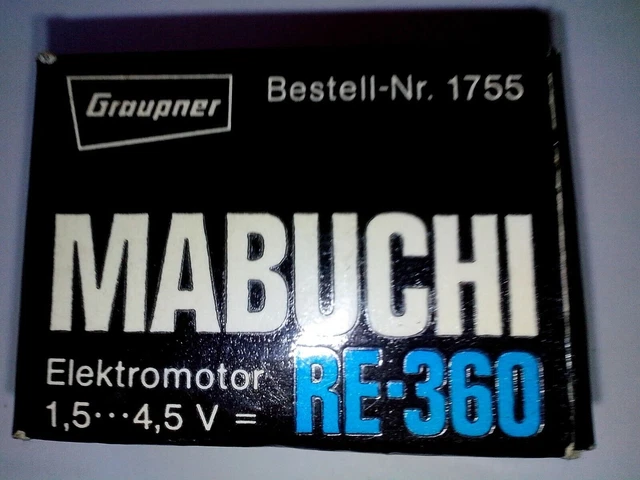 Graupner
Bestell-Nr. 1755
MABUCHI
Elektromotor
1,5···4,5 V =
RE-360